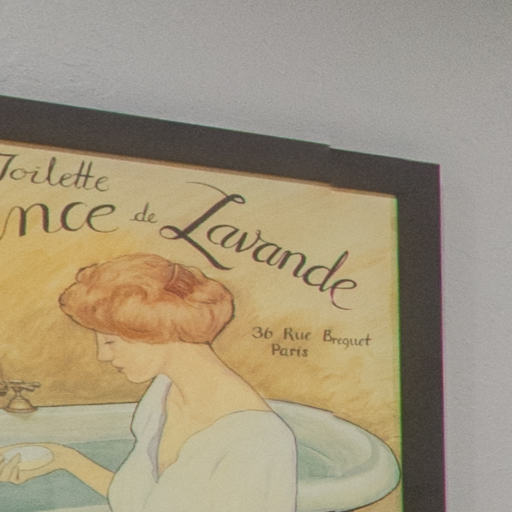 Toilette
nce de Lavande
36 Rue Breguet
Paris